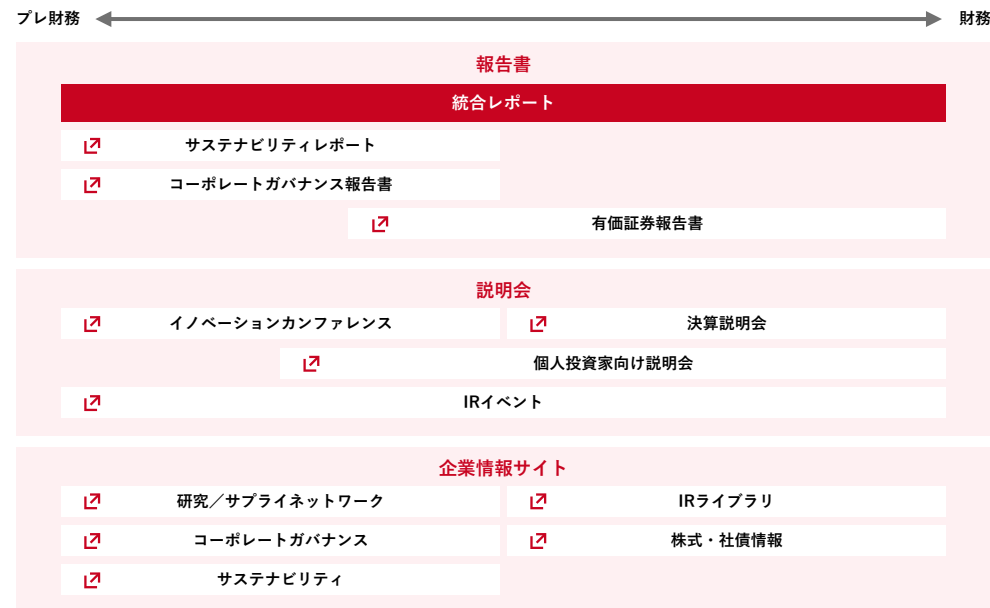 プレ財務
財務
報告書
統合レポート
サステナビリティレポート
コーポレートガバナンス報告書
有価証券報告書
説明会
イノベーションカンファレンス
決算説明会
個人投資家向け説明会
IRイベント
企業情報サイト
研究／サプライネットワーク
IRライブラリ
コーポレートガバナンス
株式・社債情報
サステナビリティ